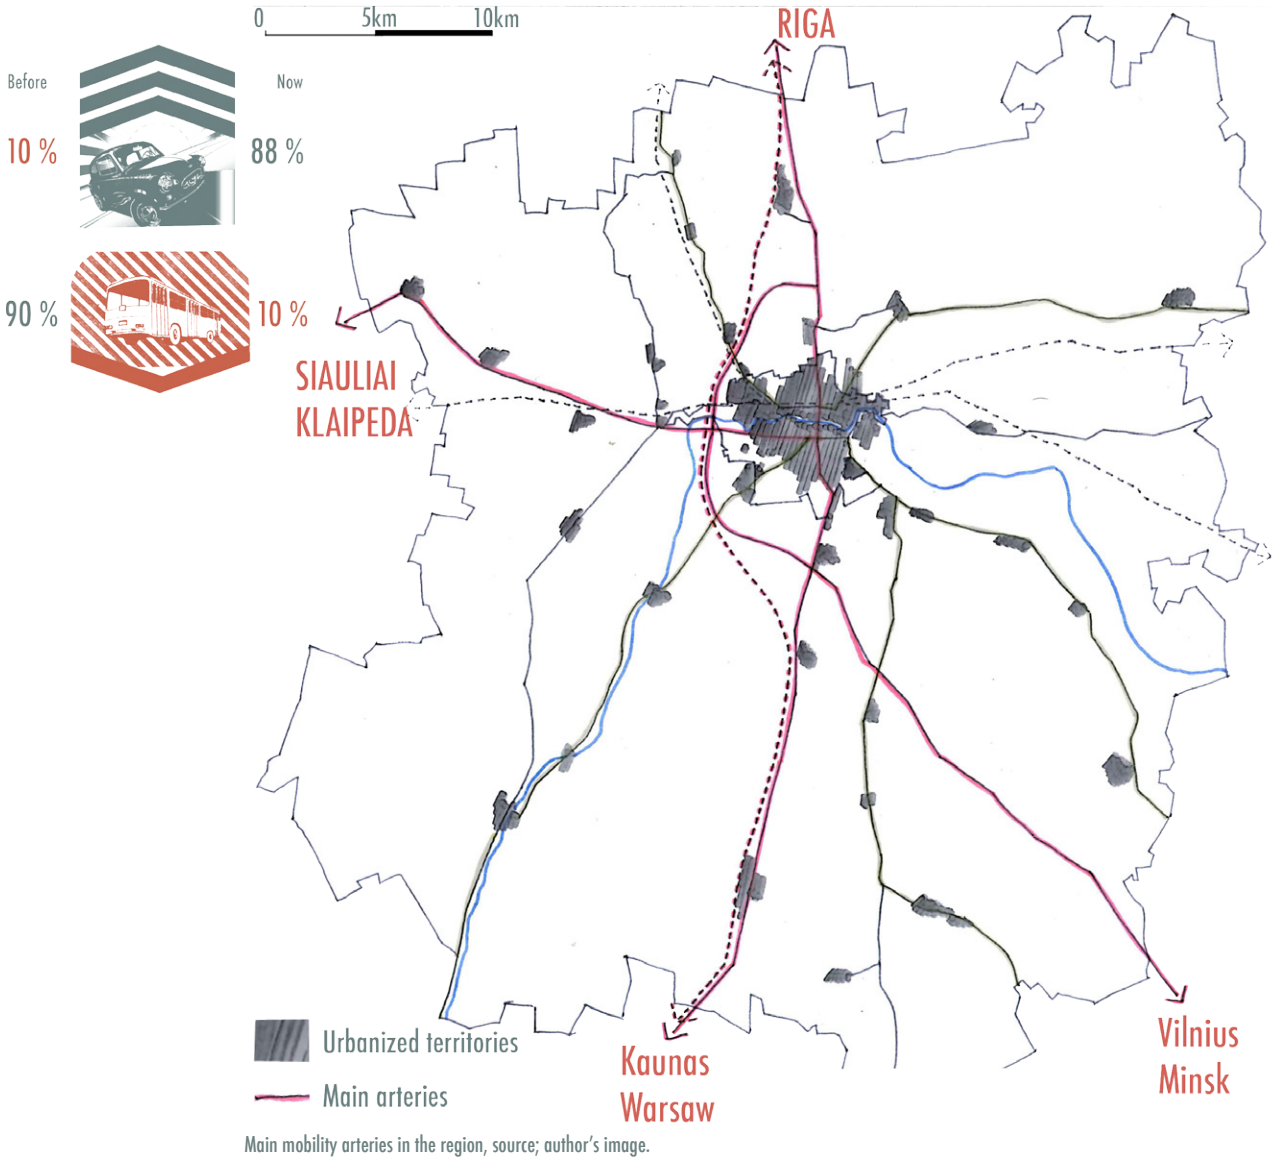 0 5km 10km
RIGA
Before Now
10 % 88 %
90 % 10 %
SIAULIAI
KLAIPEDA
Urbanized territories
Main arteries
Kaunas
Warsaw
Vilnius
Minsk
Main mobility arteries in the region, source; author's image.